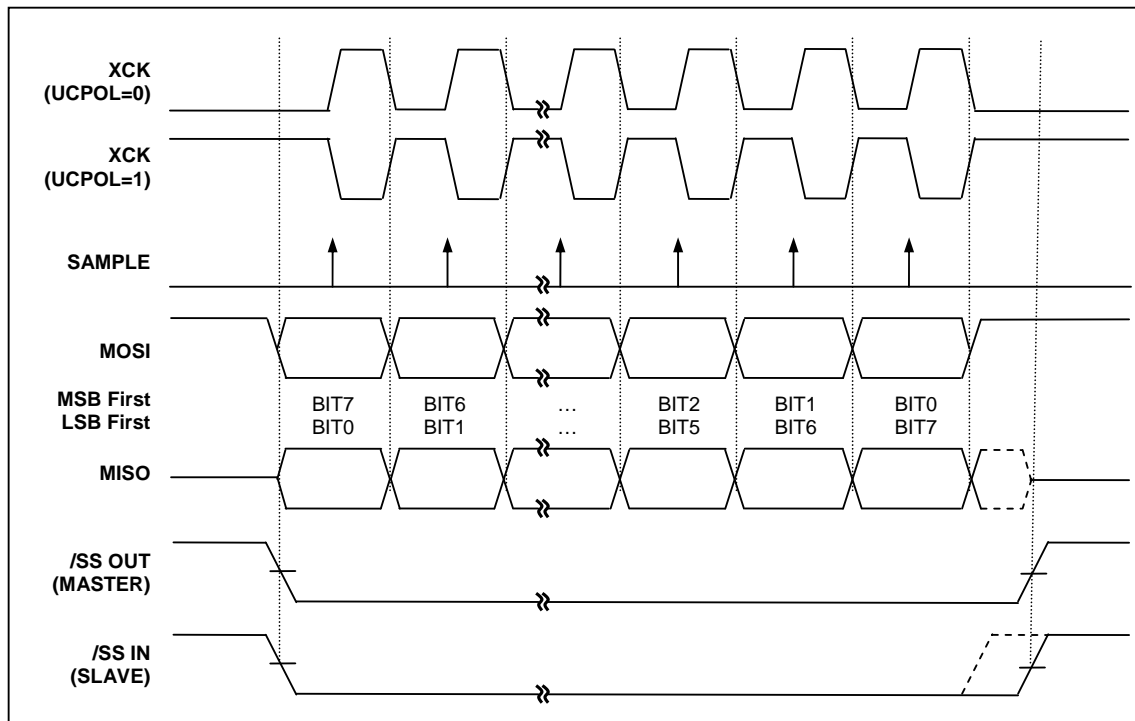 XCK
(UCPOL=0)
XCK
(UCPOL=1)
SAMPLE
MOSI
MSB First
LSB First
BIT7 BIT6 … BIT2 BIT1 BIT0
BIT0 BIT1 … BIT5 BIT6 BIT7
MISO
/SS OUT
(MASTER)
/SS IN
(SLAVE)